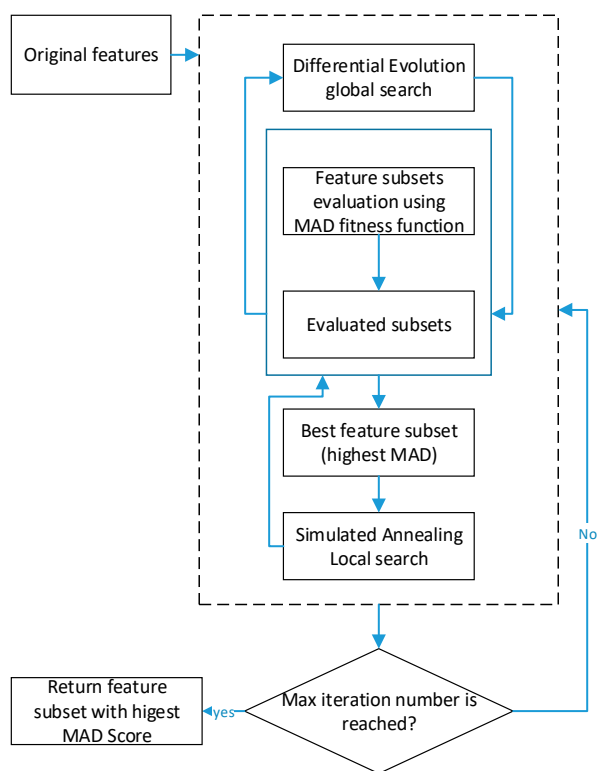 Original features
Differential Evolution
global search
Feature subsets
evaluation using
MAD fitness function
Evaluated subsets
Best feature subset
(highest MAD)
Simulated Annealing
Local search
No
Max iteration number is
reached?
yes
Return feature
subset with higest
MAD Score